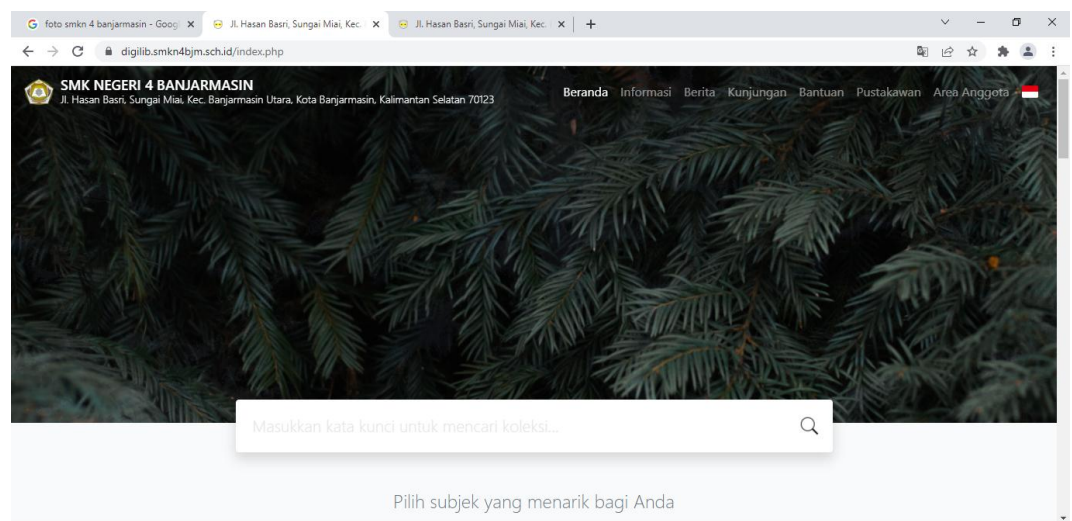 foto smkn 4 banjarmasin - Goog
Jl. Hasan Basri, Sungai Miai, Kec.
Jl. Hasan Basri, Sungai Miai, Kec.
digilib.smkn4bjm.sch.id/index.php
SMK NEGERI 4 BANJARMASIN
Jl. Hasan Basri, Sungai Miai, Kec. Banjarmasin Utara, Kota Banjarmasin, Kalimantan Selatan 70123
Beranda Informasi Berita Kunjungan Bantuan Pustakawan Area Anggota
Masukkan kata kunci untuk mencari koleksi...
Pilih subjek yang menarik bagi Anda